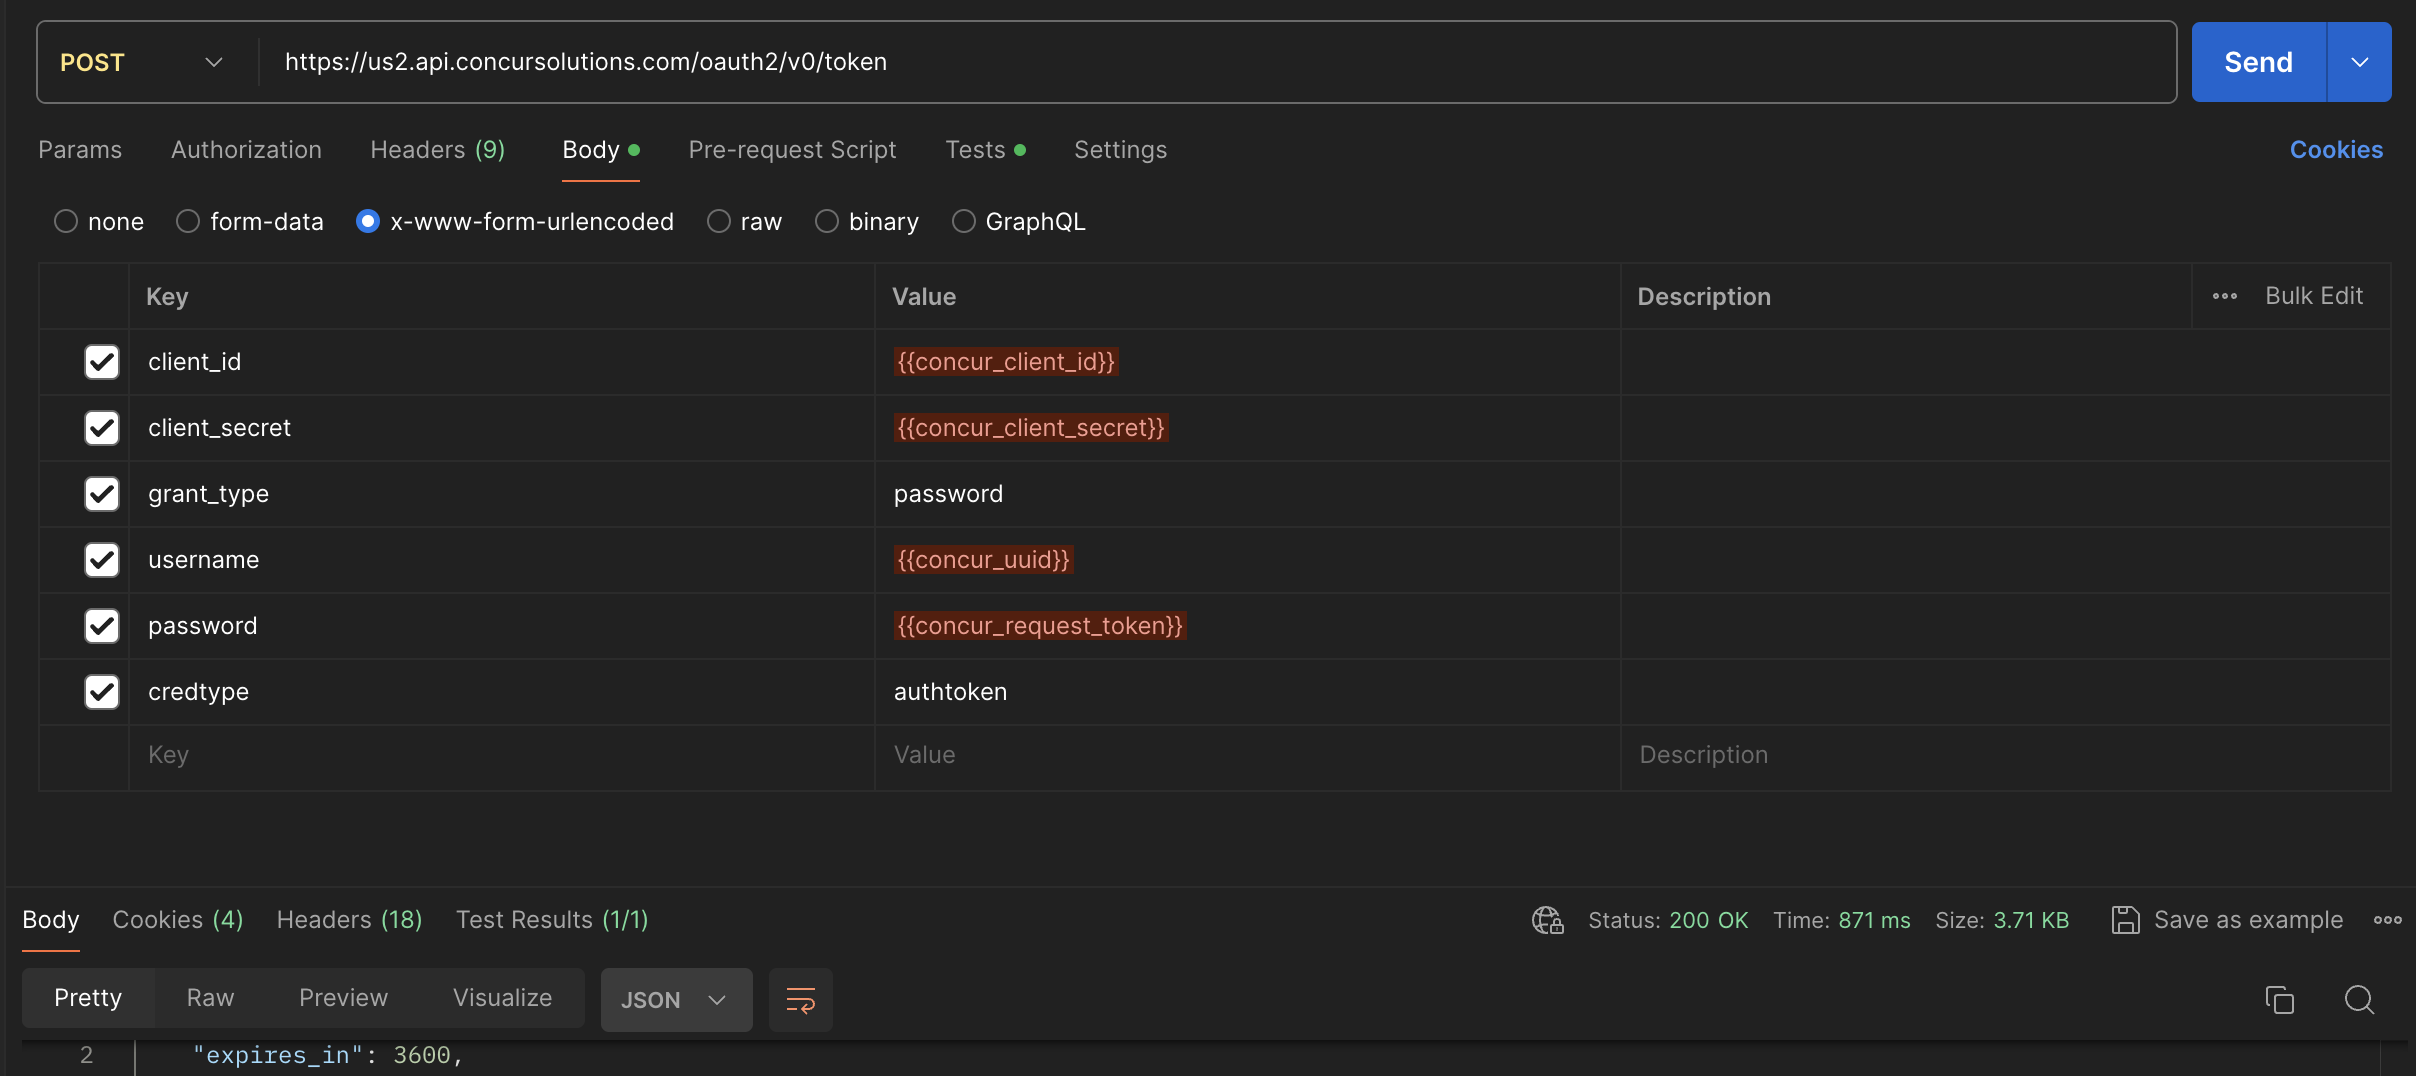 POST https://us2.api.concursolutions.com/oauth2/v0/token Send
Params Authorization Headers (9) Body Pre-request Script Tests Settings Cookies
none form-data x-www-form-urlencoded raw binary GraphQL
Key Value Description Bulk Edit
client_id {{concur_client_id}}
client_secret {{concur_client_secret}}
grant_type password
username {{concur_uuid}}
password {{concur_request_token}}
credtype authtoken
Key Value Description
Body Cookies (4) Headers (18) Test Results (1/1) Status: 200 OK Time: 871 ms Size: 3.71 KB Save as example
Pretty Raw Preview Visualize JSON
2 "expires_in": 3600,